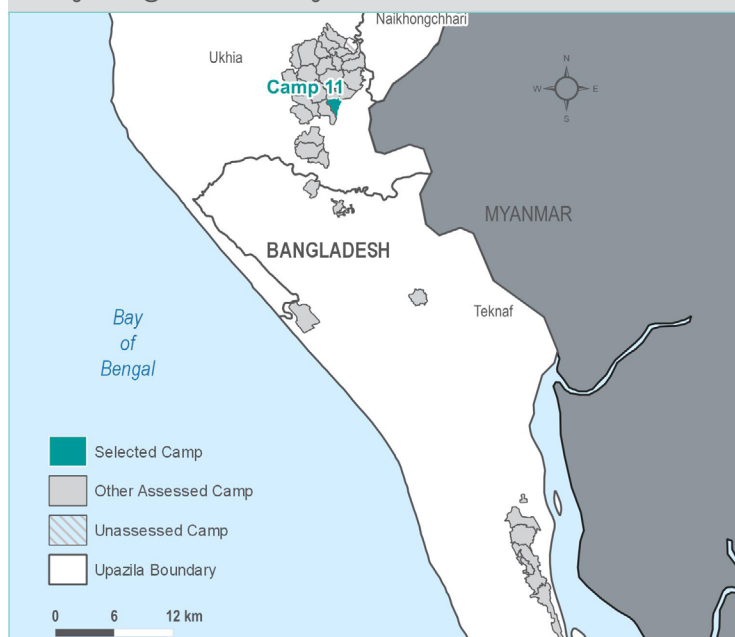 Naikhongchhari
Ukhia
Camp 11
N
W
E
S
MYANMAR
BANGLADESH
Teknaf
Bay
of
Bengal
Selected Camp
Other Assessed Camp
Unassessed Camp
Upazila Boundary
0 6 12 km